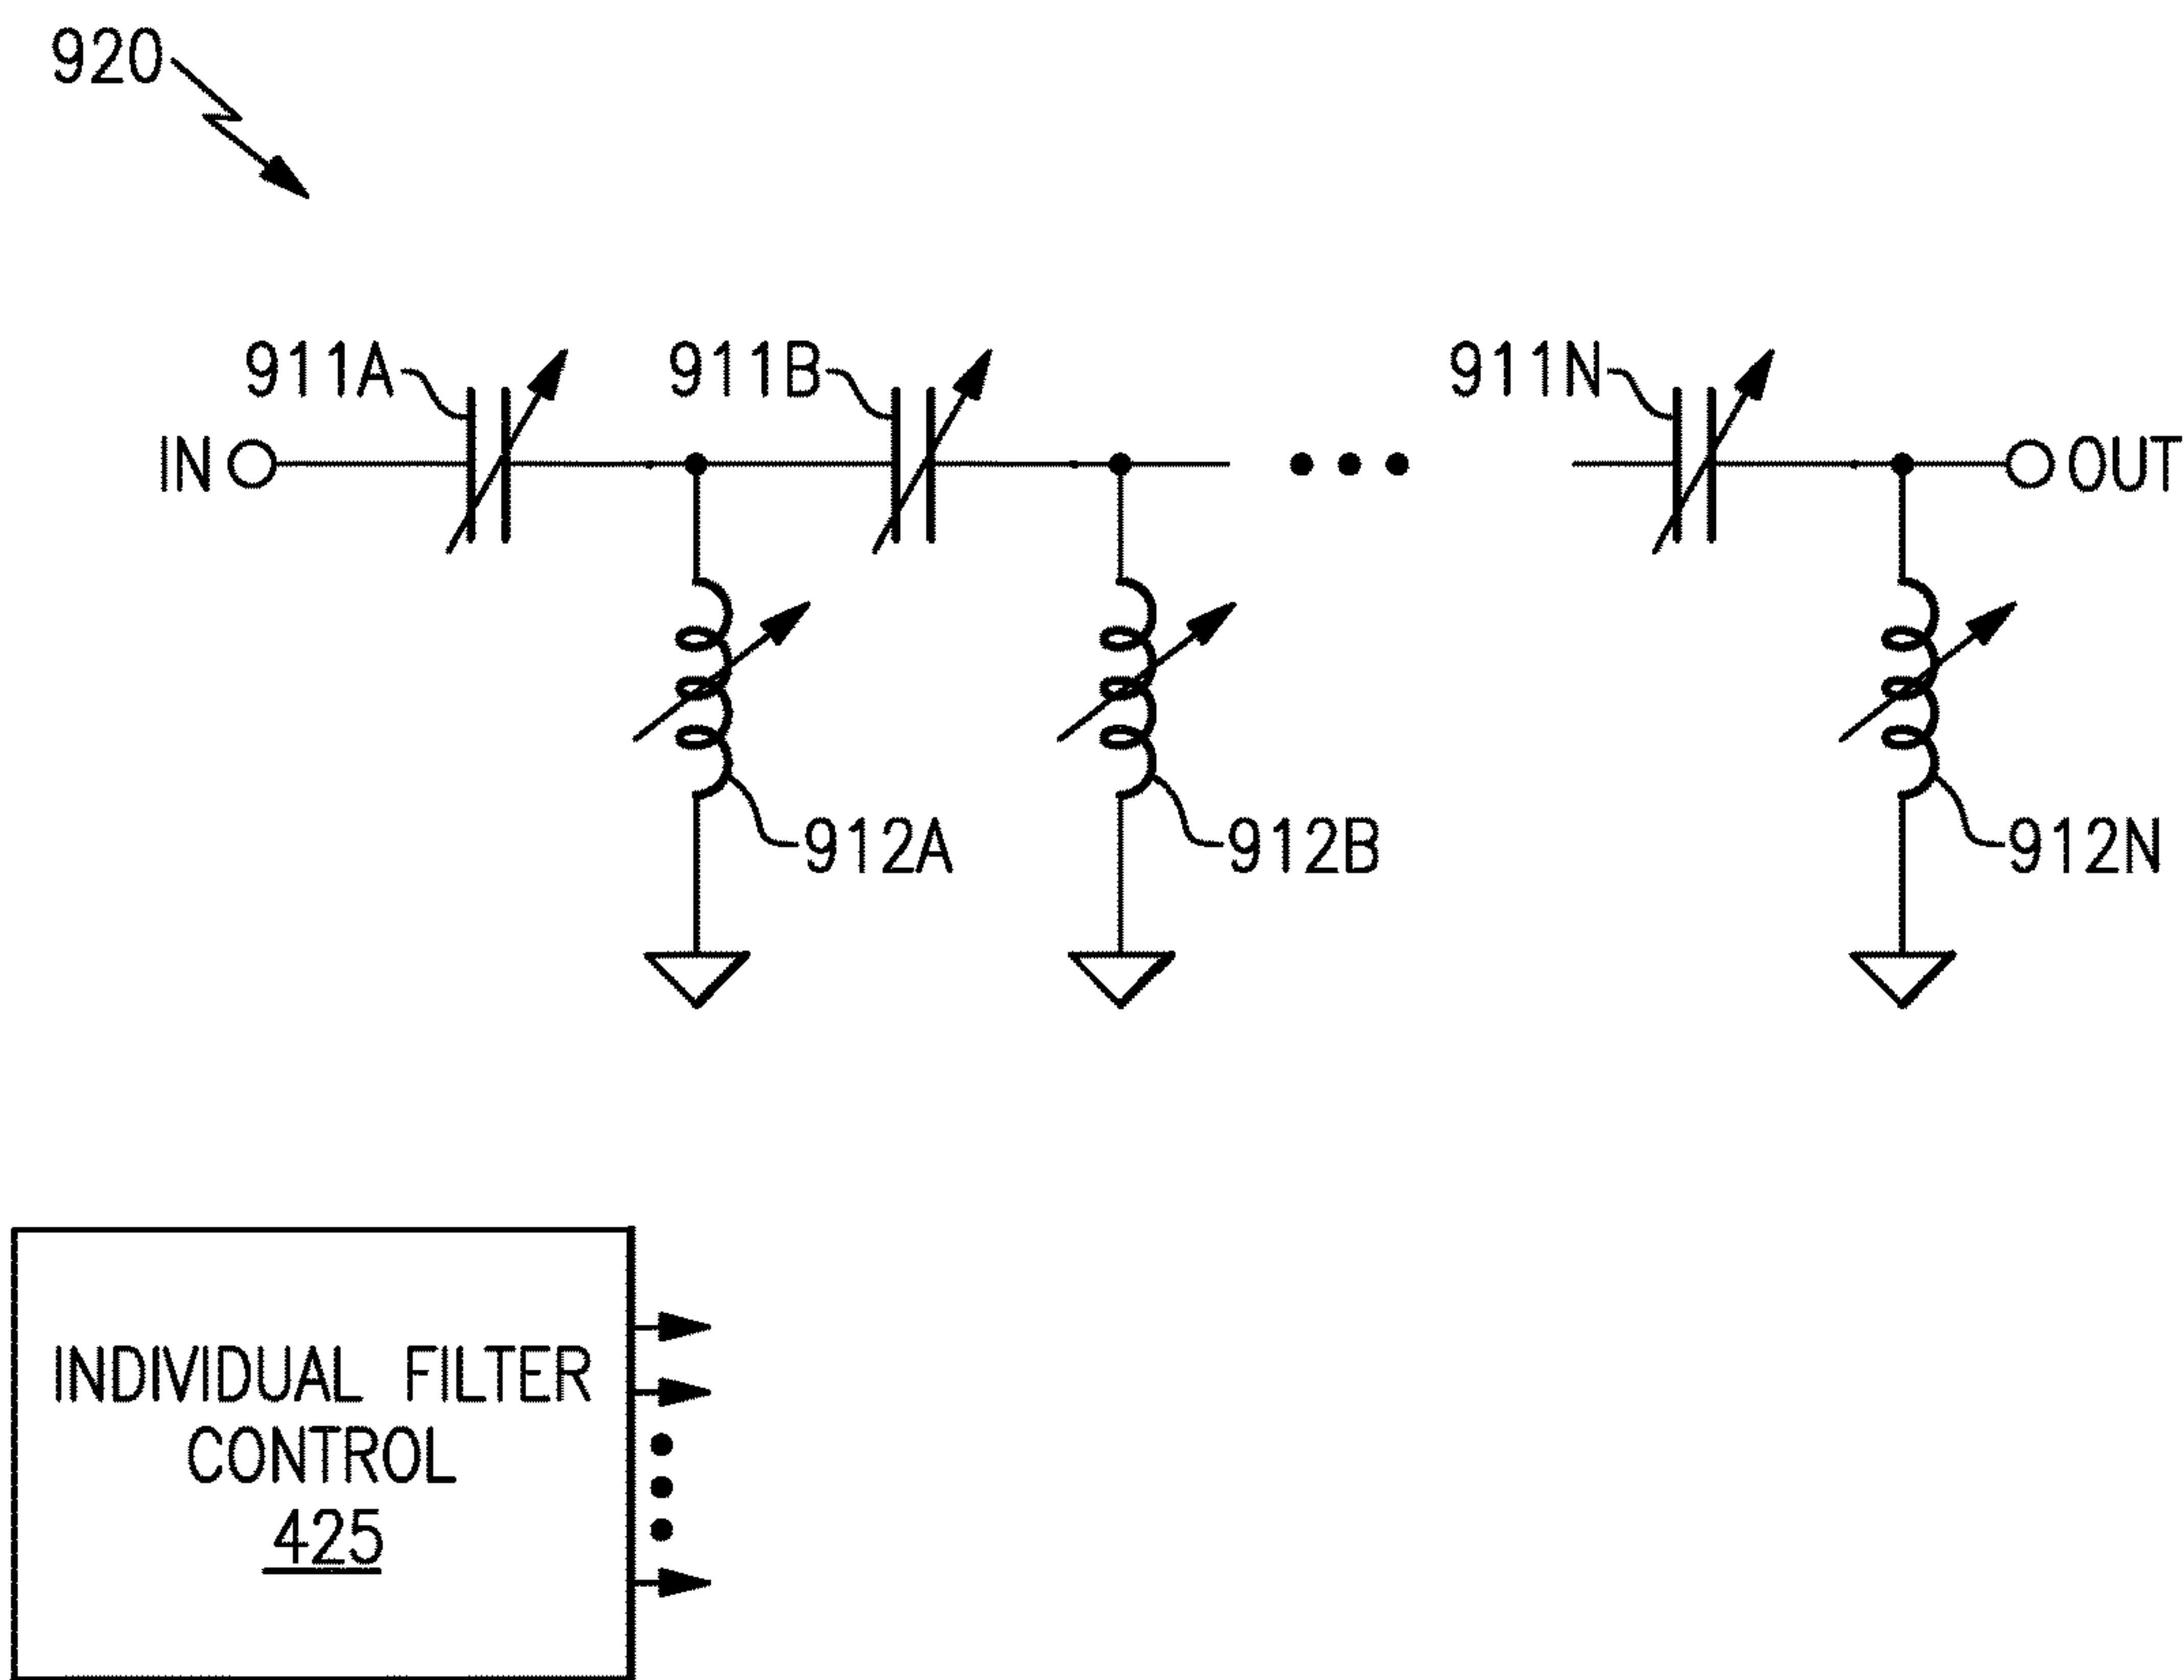 920
911A
911B
911N
IN
OUT
912A
912B
912N
INDIVIDUAL FILTER
CONTROL
425